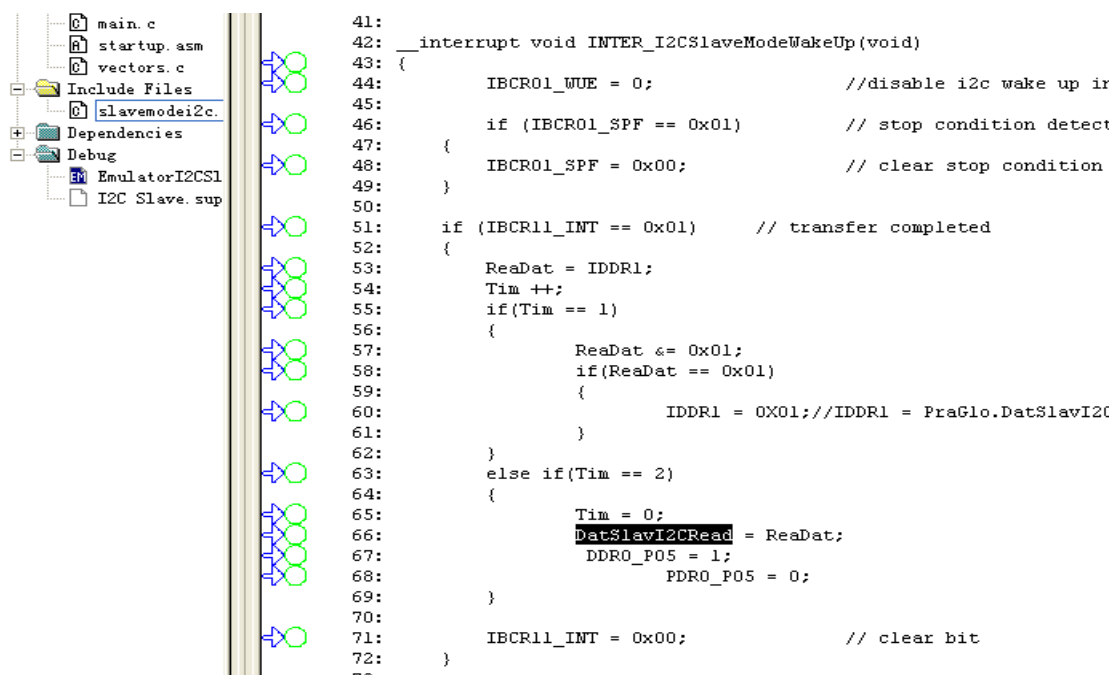 main.c
startup.asm
vectors.c
Include Files
slavemodei2c.
Dependencies
Debug
EmulatorI2CSl
I2C Slave.sup
41:
42: __interrupt void INTER_I2CSlaveModeWakeUp(void)
43: {
44: IBCR01_WUE = 0; //disable i2c wake up in
45:
46: if (IBCR01_SPF == 0x01) // stop condition detect
47: {
48: IBCR01_SPF = 0x00; // clear stop condition
49: }
50:
51: if (IBCR11_INT == 0x01) // transfer completed
52: {
53: ReaDat = IDDR1;
54: Tim ++;
55: if(Tim == 1)
56: {
57: ReaDat &= 0x01;
58: if(ReaDat == 0x01)
59: {
60: IDDR1 = 0X01;//IDDR1 = PraGlo.DatSlavI2C
61: }
62: }
63: else if(Tim == 2)
64: {
65: Tim = 0;
66: DatSlavI2CRead = ReaDat;
67: DDR0_P05 = 1;
68: PDR0_P05 = 0;
69: }
70:
71: IBCR11_INT = 0x00; // clear bit
72: }